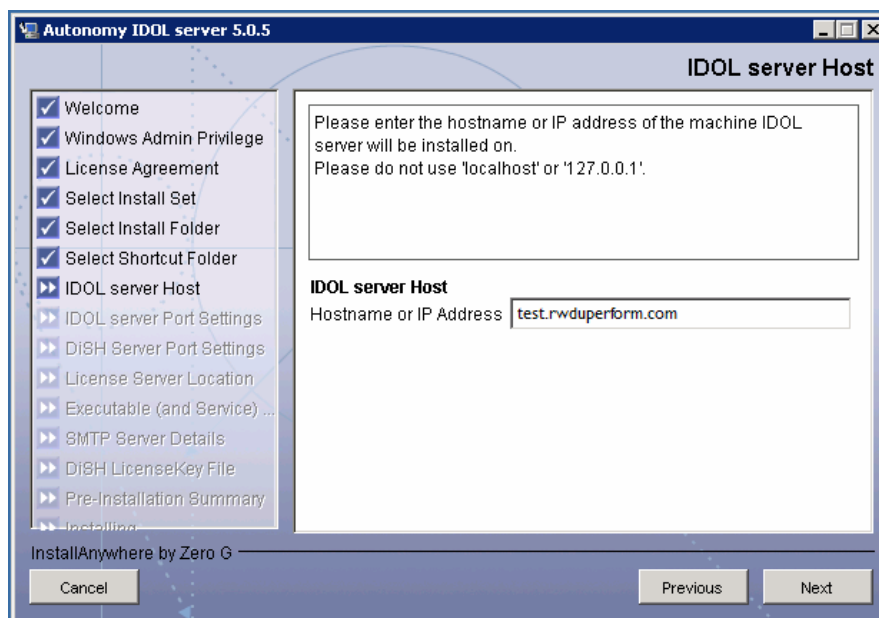 Autonomy IDOL server 5.0.5
IDOL server Host
Welcome
Windows Admin Privilege
License Agreement
Select Install Set
Select Install Folder
Select Shortcut Folder
IDOL server Host
IDOL server Port Settings
DiSH Server Port Settings
License Server Location
Executable (and Service) ...
SMTP Server Details
DiSH LicenseKey File
Pre-Installation Summary
Installing
Please enter the hostname or IP address of the machine IDOL
server will be installed on.
Please do not use 'localhost' or '127.0.0.1'.
IDOL server Host
Hostname or IP Address test.rwduperform.com
InstallAnywhere by Zero G
Cancel Previous Next